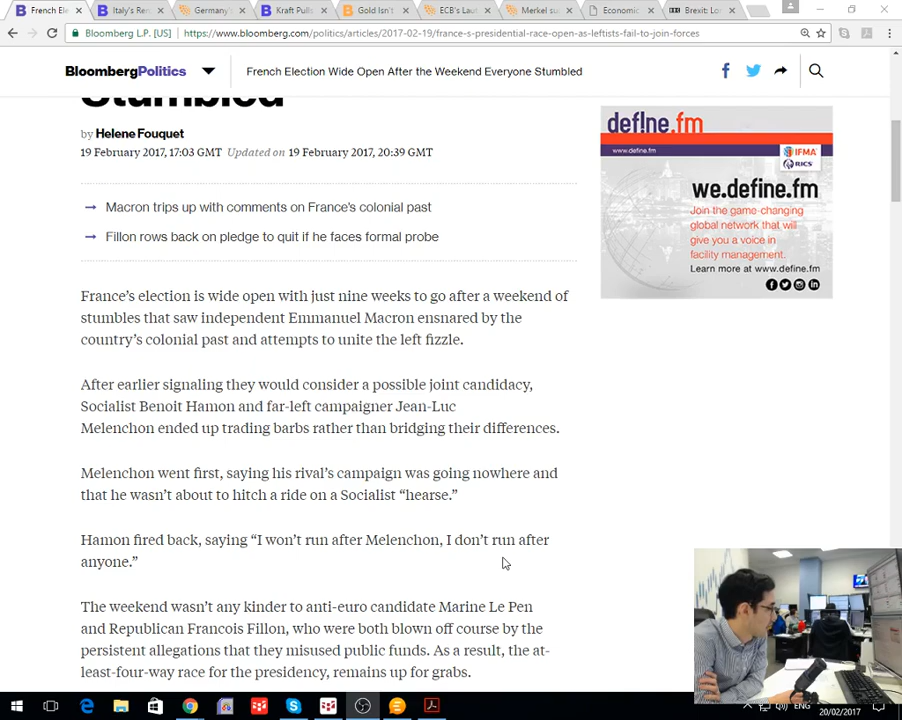 French El
Italy's Ren
Germany'
Kraft Pulls
Gold Isn't
ECB's Laut
Merkel su
Economic
Brexit: Lor
Bloomberg L.P. [US]
https://www.bloomberg.com/politics/articles/2017-02-19/france-s-presidential-race-open-as-leftists-fail-to-join-forces
BloombergPolitics
French Election Wide Open After the Weekend Everyone Stumbled
Stumbled
by Helene Fouquet
19 February 2017, 17:03 GMT Updated on 19 February 2017, 20:39 GMT
→ Macron trips up with comments on France's colonial past
→ Fillon rows back on pledge to quit if he faces formal probe
France's election is wide open with just nine weeks to go after a weekend of
stumbles that saw independent Emmanuel Macron ensnared by the
country's colonial past and attempts to unite the left fizzle.
After earlier signaling they would consider a possible joint candidacy,
Socialist Benoit Hamon and far-left campaigner Jean-Luc
Melenchon ended up trading barbs rather than bridging their differences.
Melenchon went first, saying his rival's campaign was going nowhere and
that he wasn't about to hitch a ride on a Socialist “hearse.”
Hamon fired back, saying “I won't run after Melenchon, I don't run after
anyone.”
The weekend wasn't any kinder to anti-euro candidate Marine Le Pen
and Republican Francois Fillon, who were both blown off course by the
persistent allegations that they misused public funds. As a result, the at-
least-four-way race for the presidency, remains up for grabs.
def!ne.fm
www.define.fm
IFMA
RICS
we.define.fm
Join the game-changing
global network that will
give you a voice in
facility management.
Learn more at www.define.fm
ENG
20/02/2017